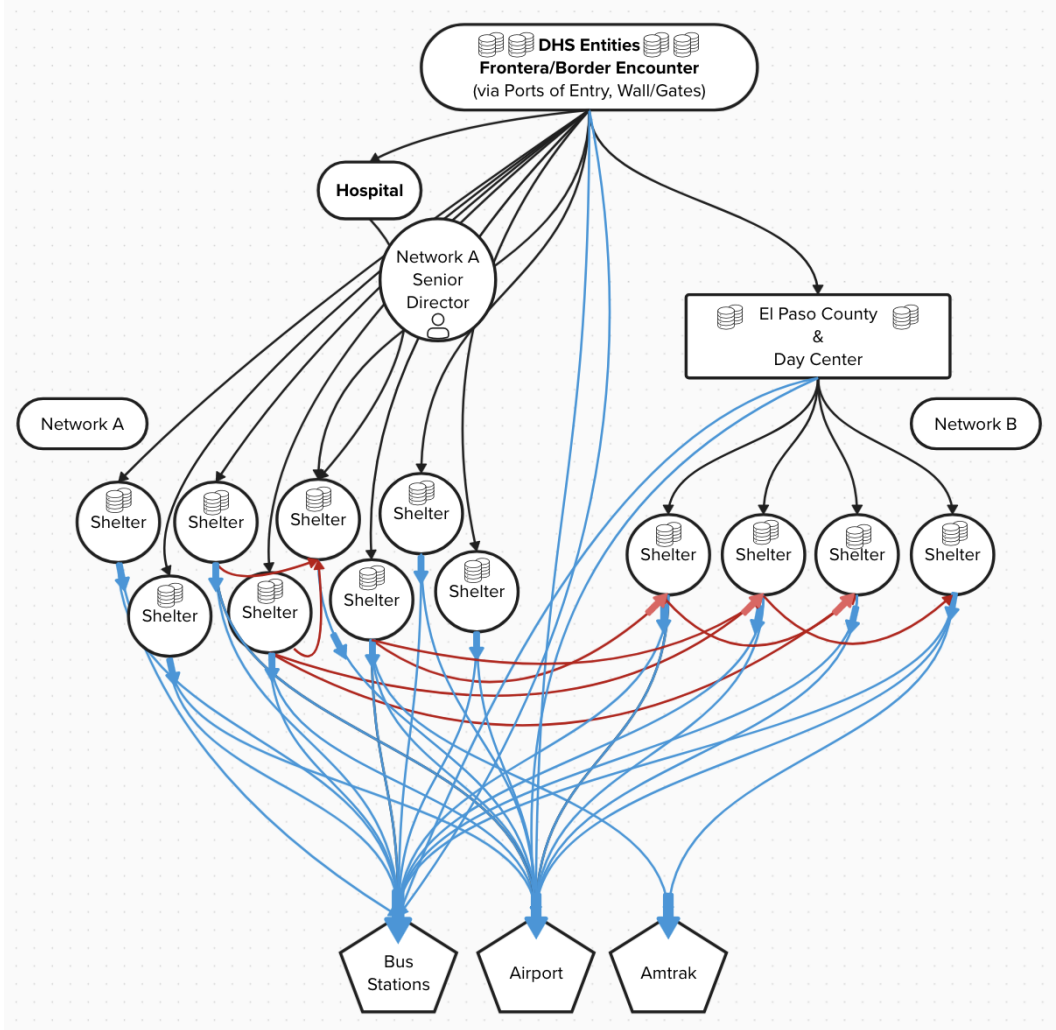 DHS Entities
Frontera/Border Encounter
(via Ports of Entry, Wall/Gates)
Hospital
Network A
Senior
Director
El Paso County
&
Day Center
Network A
Network B
Shelter
Shelter
Shelter
Shelter
Shelter
Shelter
Shelter
Shelter
Shelter
Shelter
Shelter
Shelter
Bus
Stations
Airport
Amtrak